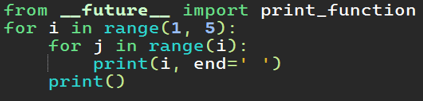 from __future__ import print_function
for i in range(1, 5):
    for j in range(i):
        print(i, end=' ')
    print()